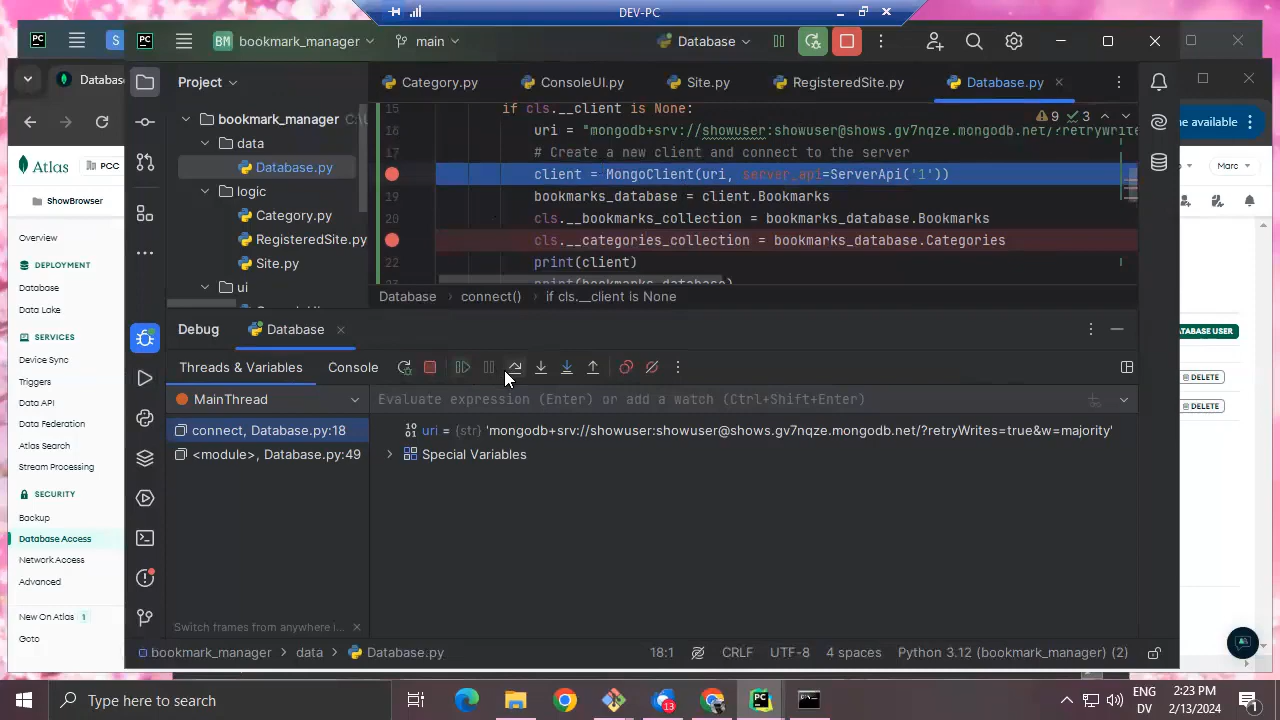 DEV-PC
bookmark_manager
main
Database
Database
S
BM
PC
PC
Project
Category.py
ConsoleUI.py
Site.py
RegisteredSite.py
Database.py
bookmark_manager
data
Database.py
logic
Category.py
RegisteredSite.py
Site.py
ui
15 if cls.__client is None:
16 uri = "mongodb+srv://showuser:showuser@shows.gv7nqze.mongodb.net/?retryWrite
17 # Create a new client and connect to the server
18 client = MongoClient(uri, server_api=ServerApi('1'))
19 bookmarks_database = client.Bookmarks
20 cls.__bookmarks_collection = bookmarks_database.Bookmarks
cls.__categories_collection = bookmarks_database.Categories
22 print(client)
print(bookmarks_database)
9 3
Database
connect()
if cls.__client is None
Debug
Database
Threads & Variables
Console
MainThread
Evaluate expression (Enter) or add a watch (Ctrl+Shift+Enter)
connect, Database.py:18
<module>, Database.py:49
uri = {str} 'mongodb+srv://showuser:showuser@shows.gv7nqze.mongodb.net/?retryWrites=true&w=majority'
Special Variables
Switch frames from anywhere i...
bookmark_manager
data
Database.py
18:1
CRLF
UTF-8
4 spaces
Python 3.12 (bookmark_manager) (2)
Atlas
PCC
ShowBrowser
Overview
DEPLOYMENT
Database
Data Lake
SERVICES
Device Sync
Triggers
Data API
Data Federation
Atlas Search
Stream Processing
SECURITY
Backup
Database Access
Network Access
Advanced
New On Atlas 1
Goto
me available
Marc
ATABASE USER
DELETE
DELETE
Type here to search
13
PC
ENG
DV
2:23 PM
2/13/2024
1